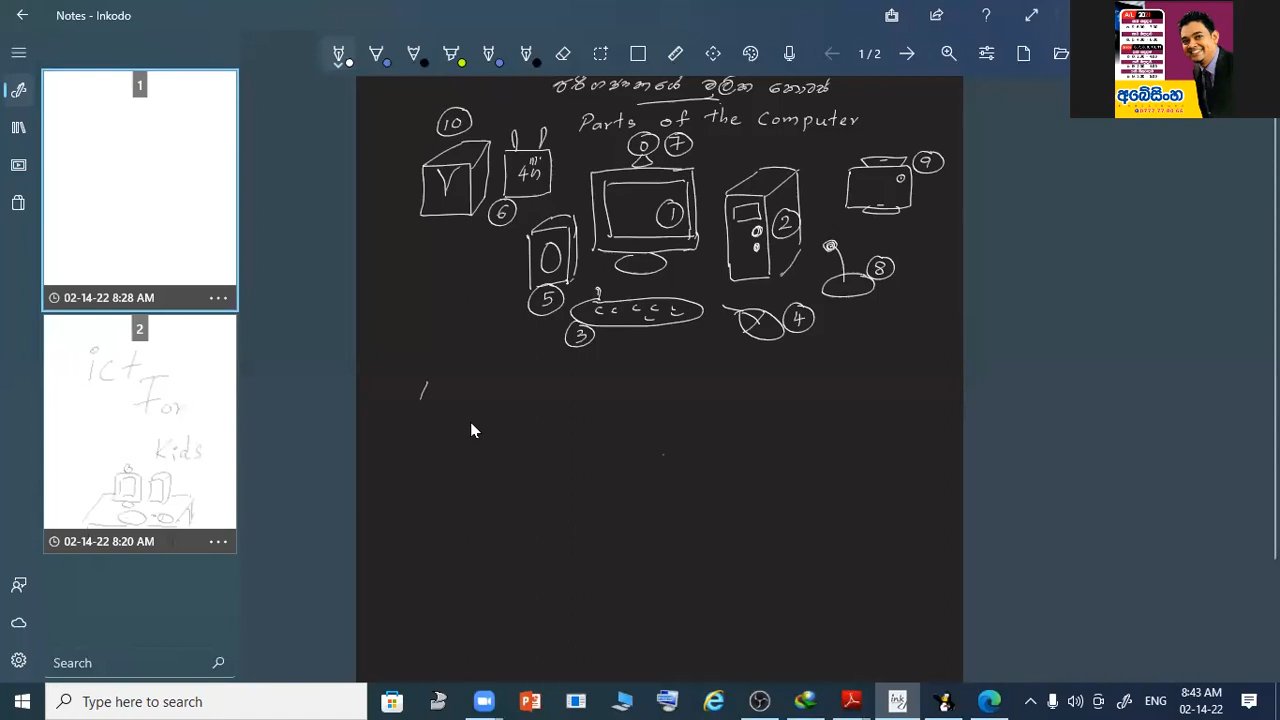 Notes - Inkodo
1
02-14-22 8:28 AM
2
ict
For
Kids
02-14-22 8:20 AM
Search
Parts of the Computer
10
7
9
4G
1
2
6
8
5
3
4
A/L
අබේසිංහ
Type here to search
ink
ENG
8:43 AM
02-14-22